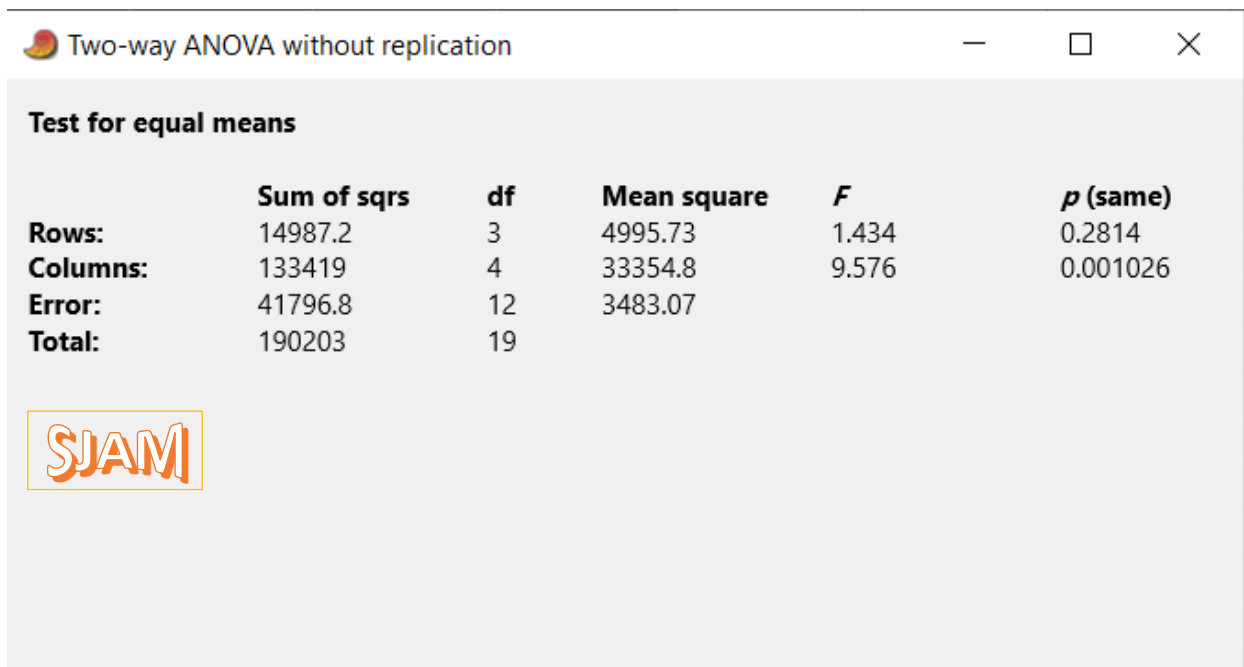 Two-way ANOVA without replication
Test for equal means
Sum of sqrs df Mean square F p (same)
Rows: 14987.2 3 4995.73 1.434 0.2814
Columns: 133419 4 33354.8 9.576 0.001026
Error: 41796.8 12 3483.07
Total: 190203 19
SJAM